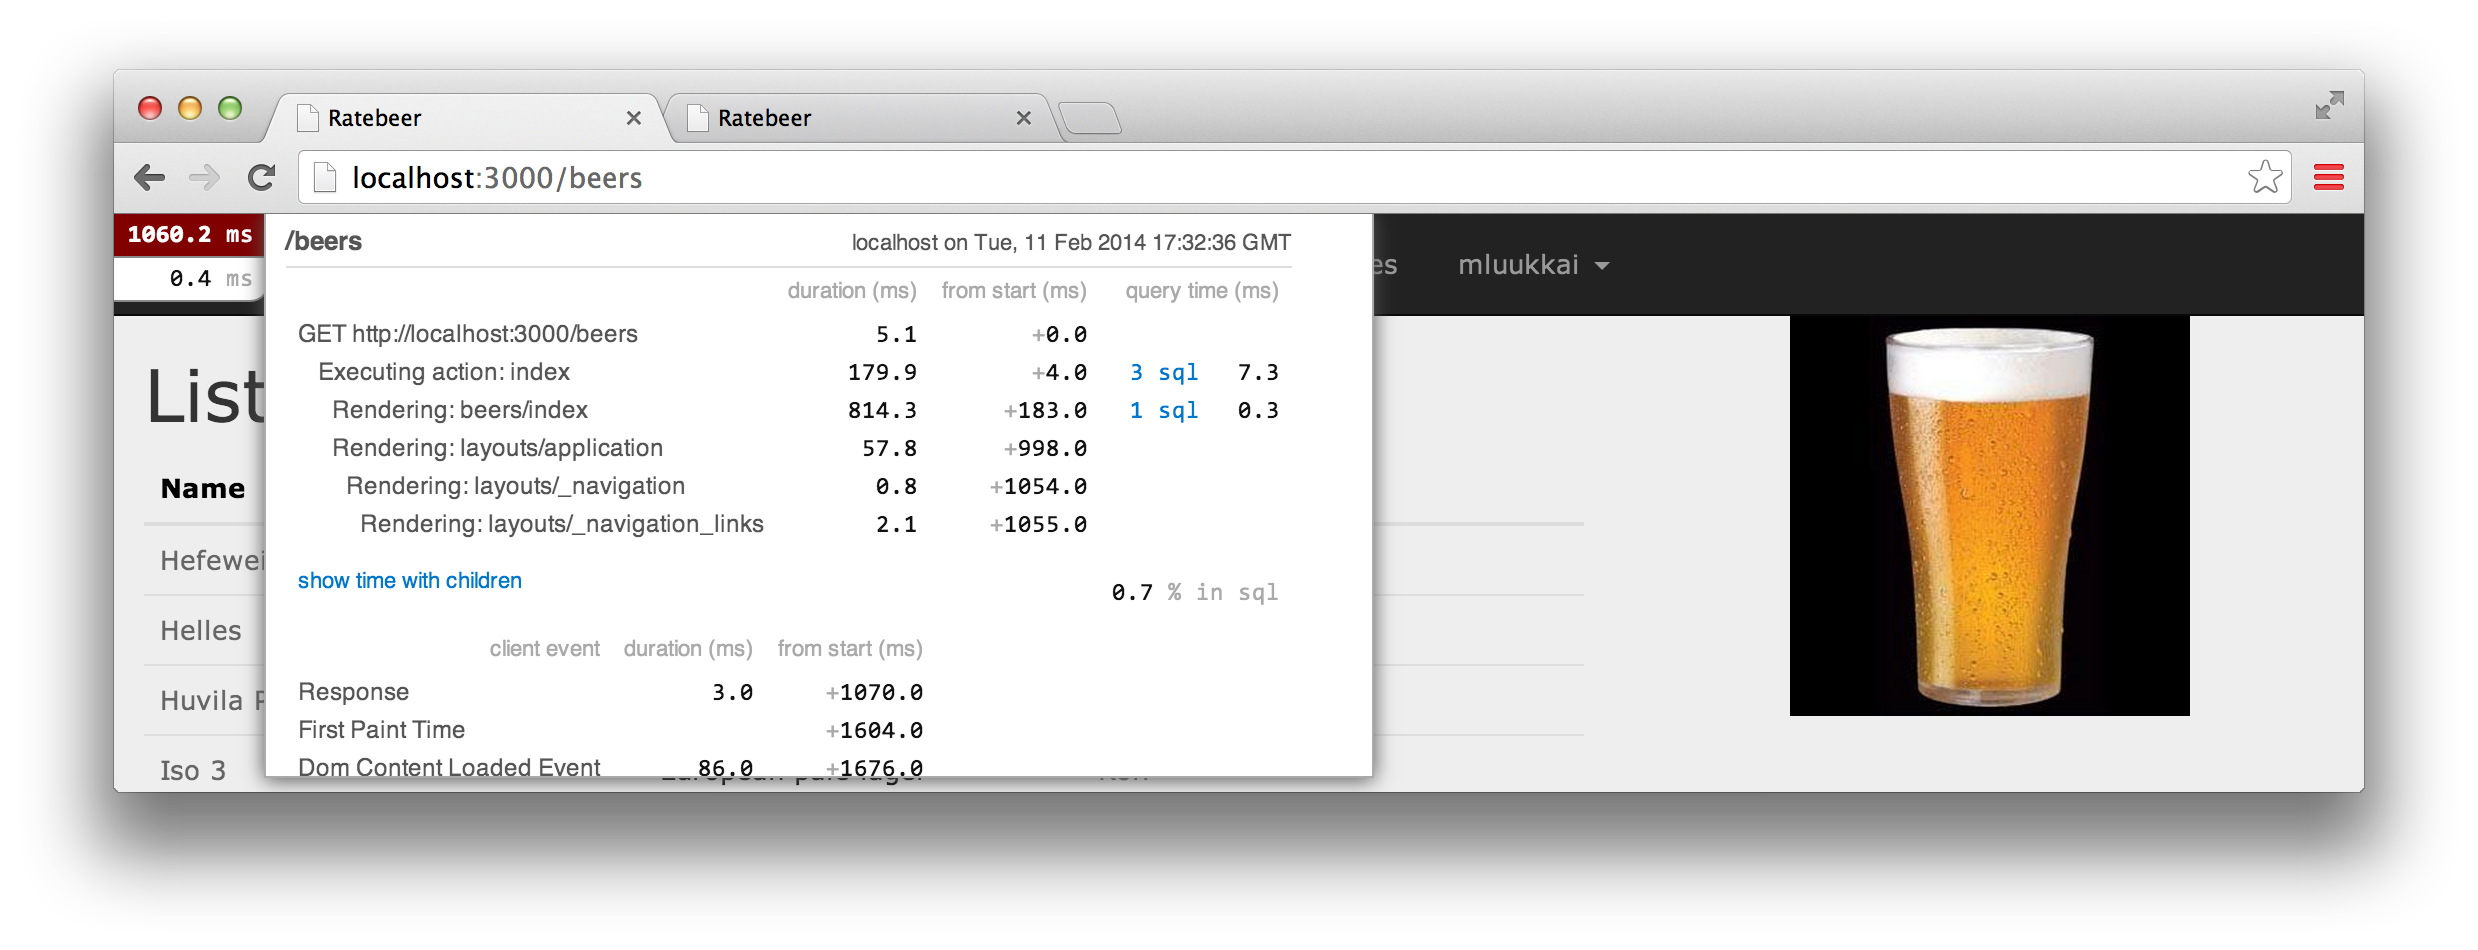 Ratebeer Ratebeer
localhost:3000/beers
1060.2 ms
0.4 ms
/beers localhost on Tue, 11 Feb 2014 17:32:36 GMT
duration (ms) from start (ms) query time (ms)
GET http://localhost:3000/beers 5.1 +0.0
Executing action: index 179.9 +4.0 3 sql 7.3
Rendering: beers/index 814.3 +183.0 1 sql 0.3
Rendering: layouts/application 57.8 +998.0
Rendering: layouts/_navigation 0.8 +1054.0
Rendering: layouts/_navigation_links 2.1 +1055.0
show time with children
0.7 % in sql
client event duration (ms) from start (ms)
Response 3.0 +1070.0
First Paint Time +1604.0
Dom Content Loaded Event 86.0 +1676.0
es mluukkai
List
Name
Hefewei
Helles
Huvila
Iso 3